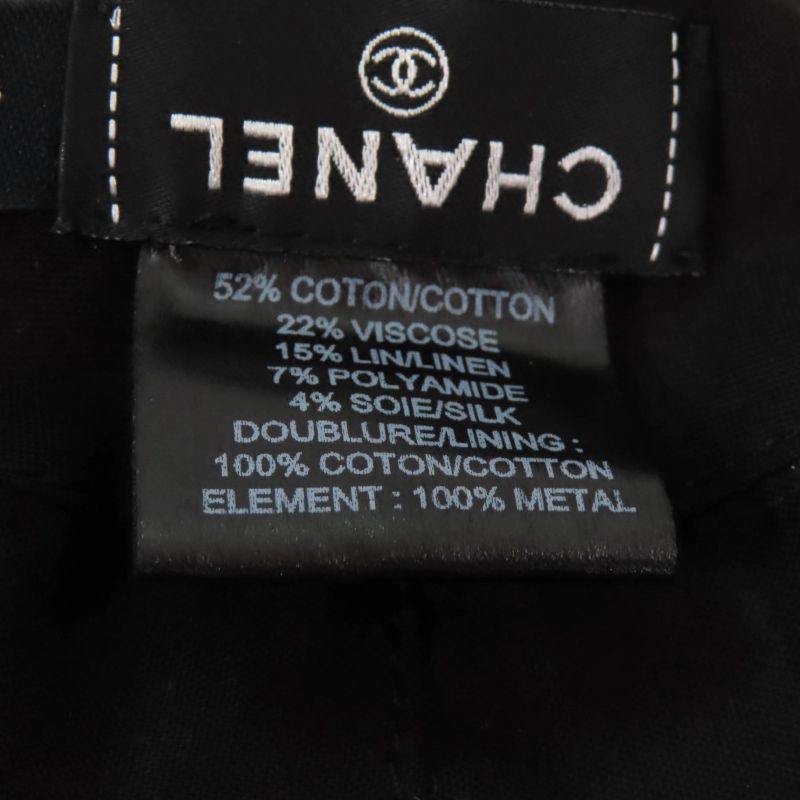 CHANEL
52% COTON/COTTON
22% VISCOSE
15% LIN/LINEN
7% POLYAMIDE
4% SOIE/SILK
DOUBLURE/LINING :
100% COTON/COTTON
ELEMENT : 100% METAL